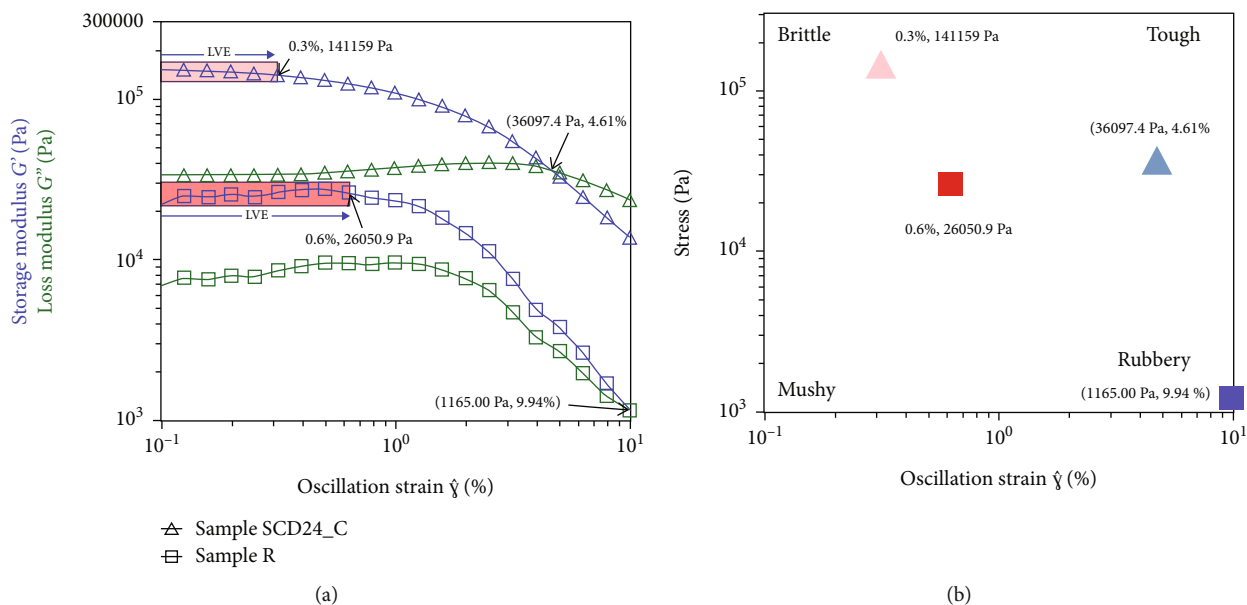 Storage modulus G' (Pa)
Loss modulus G'' (Pa)
300000
10^5
10^4
10^3
LVE
0.3%, 141159 Pa
(36097.4 Pa, 4.61%
LVE
0.6%, 26050.9 Pa
(1165.00 Pa, 9.94%)
10^-1
10^0
10^1
Oscillation strain γ̂ (%)
Sample SCD24_C
Sample R
(a)
Stress (Pa)
10^5
10^4
10^3
Brittle
Tough
0.3%, 141159 Pa
(36097.4 Pa, 4.61%
0.6%, 26050.9 Pa
Rubbery
Mushy
(1165.00 Pa, 9.94 %)
10^-1
10^0
10^1
Oscillation strain γ̂ (%)
(b)